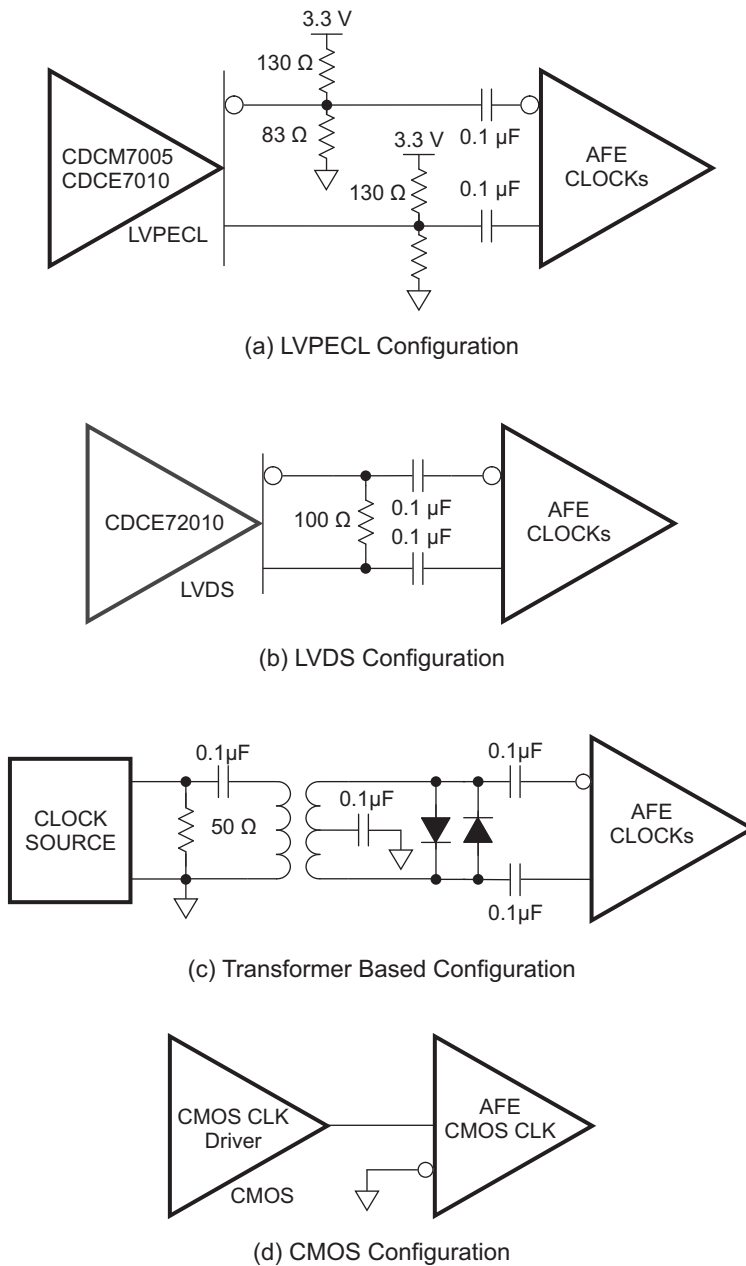 3.3 V
130 Ω
83 Ω
3.3 V
0.1 µF
CDCM7005
CDCE7010
130 Ω
0.1 µF
AFE
CLOCKs
LVPECL
(a) LVPECL Configuration
CDCE72010
100 Ω
0.1 µF
0.1 µF
AFE
CLOCKs
LVDS
(b) LVDS Configuration
0.1µF
0.1µF
0.1µF
CLOCK
SOURCE
50 Ω
AFE
CLOCKs
0.1µF
(c) Transformer Based Configuration
CMOS CLK
Driver
AFE
CMOS CLK
CMOS
(d) CMOS Configuration